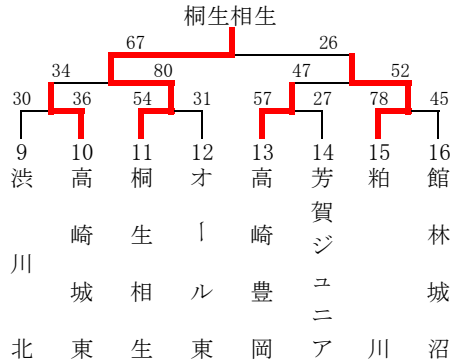 桐生相生
67 26
34 80 47 52
30 36 54 31 57 27 78 45
9 10 11 12 13 14 15 16
渋川北
高崎城東
桐生相生
オール東
高崎豊岡
芳賀ジュニア
粕川
館林城沼